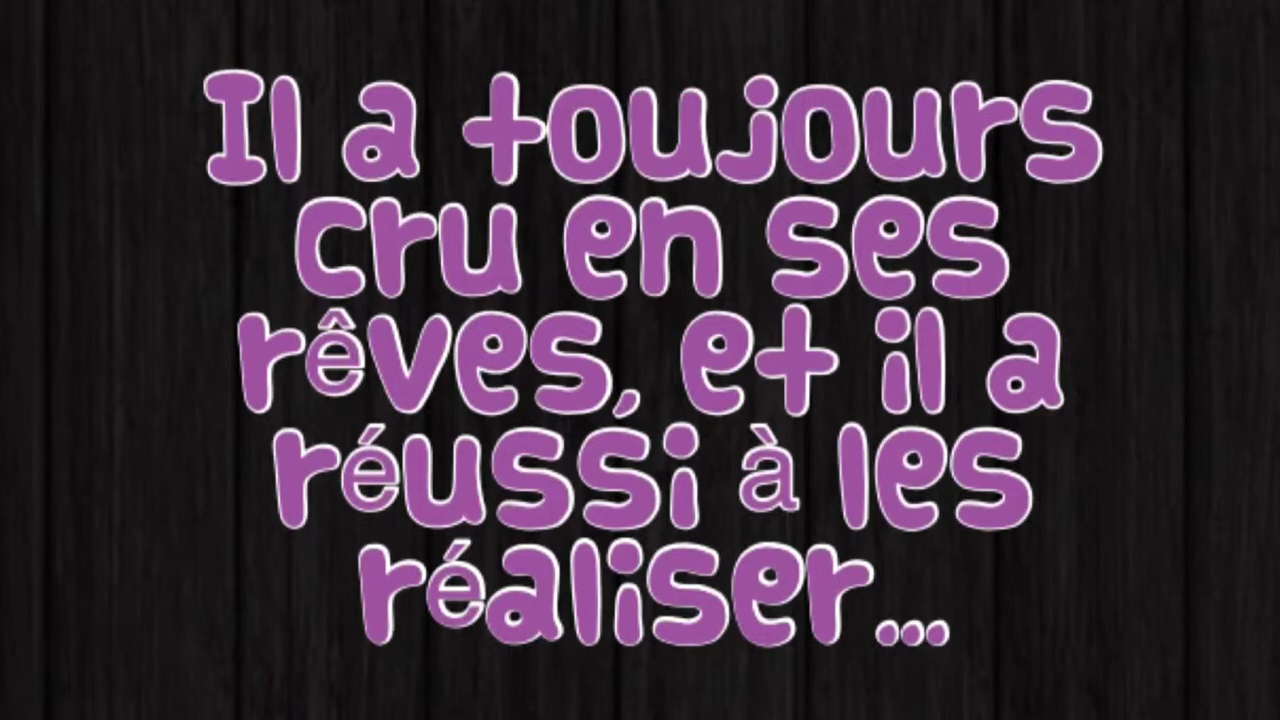 Il a toujours
cru en ses
rêves, et il a
réussi à les
réaliser...